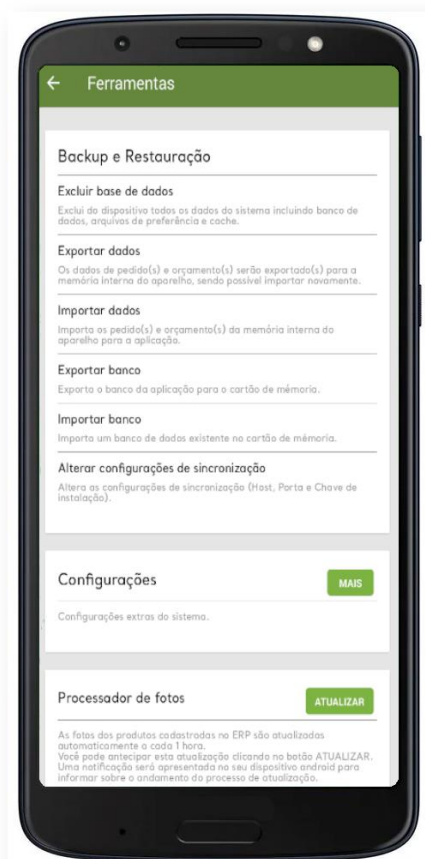 Ferramentas
Backup e Restauração
Excluir base de dados
Exclui do dispositivo todos os dados do sistema incluindo banco de
dados, arquivos de preferência e cache.
Exportar dados
Os dados de pedido(s) e orçamento(s) serão exportado(s) para a
memória interna do aparelho, sendo possível importar novamente.
Importar dados
Importa os pedido(s) e orçamento(s) da memória interna do
aparelho para a aplicação.
Exportar banco
Exporta o banco da aplicação para o cartão de mémoria.
Importar banco
Importa um banco de dados existente no cartão de mémoria.
Alterar configurações de sincronização
Altera as configurações de sincronização (Host, Porta e Chave de
instalação).
Configurações
MAIS
Configurações extras do sistema.
Processador de fotos
ATUALIZAR
As fotos dos produtos cadastradas no ERP são atualizadas
automaticamente a cada 1 hora.
Você pode antecipar esta atualização clicando no botão ATUALIZAR.
Uma notificação será apresentada no seu dispositivo android para
informar sobre o andamento do processo de atualização.